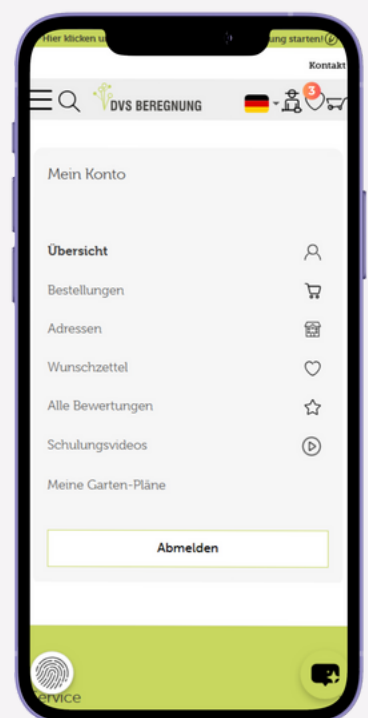 Hier klicken u
ung starten!
Kontakt
DVS BEREGNUNG
3
Mein Konto
Übersicht
Bestellungen
Adressen
Wunschzettel
Alle Bewertungen
Schulungsvideos
Meine Garten-Pläne
Abmelden
ervice